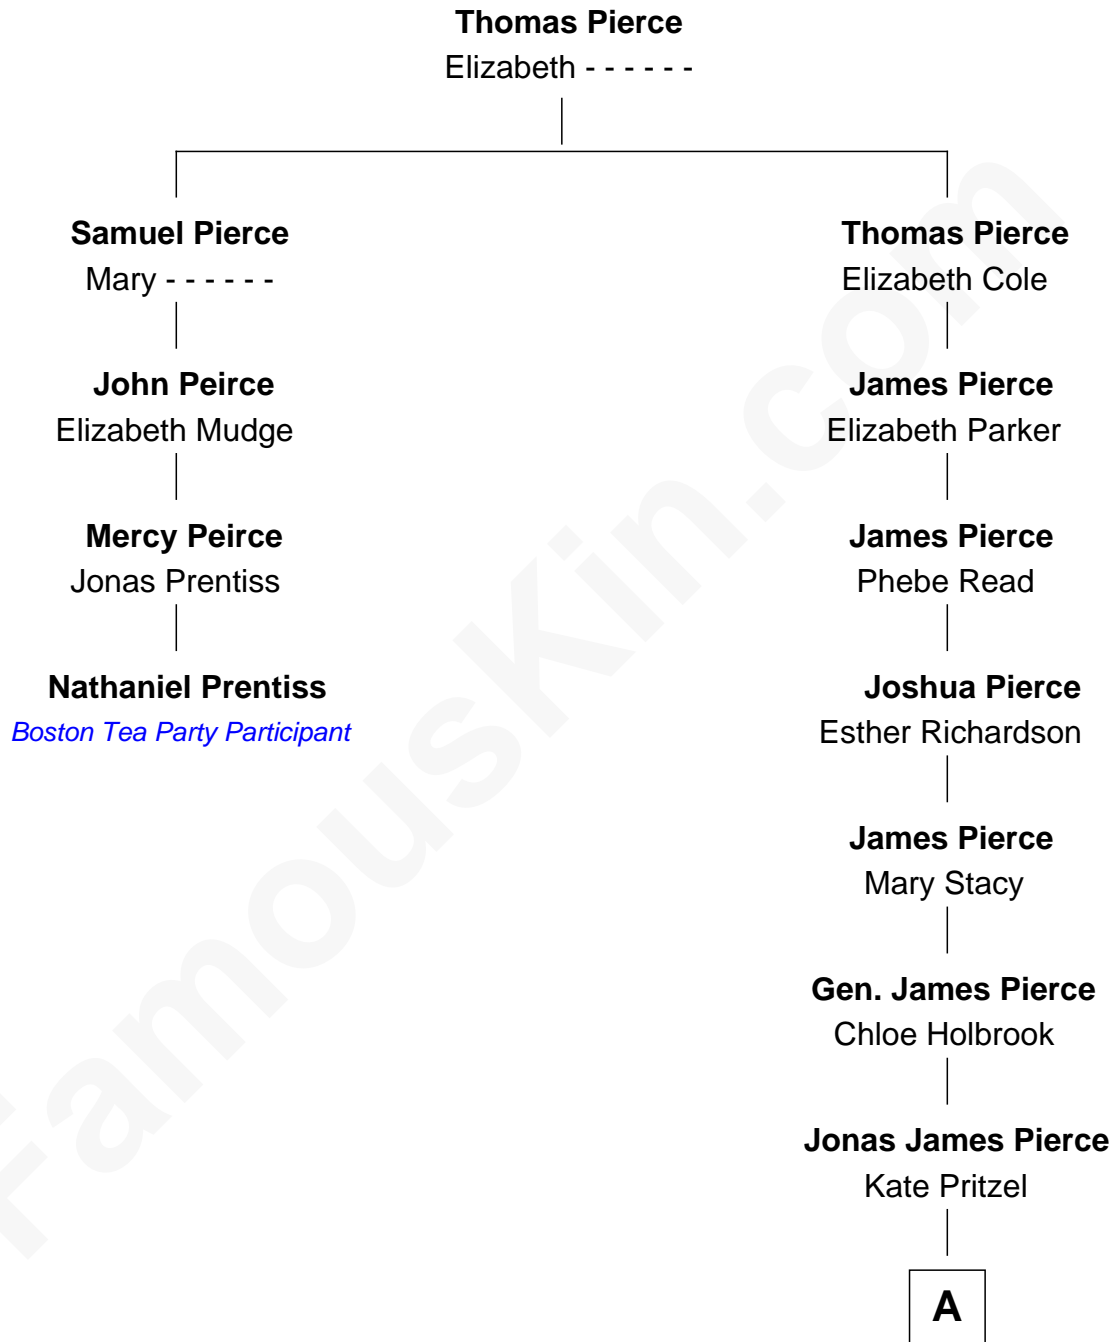 Thomas Pierce
Elizabeth - - - - - -
Samuel Pierce
Mary - - - - - -
John Peirce
Elizabeth Mudge
Mercy Peirce
Jonas Prentiss
Nathaniel Prentiss
Boston Tea Party Participant
Thomas Pierce
Elizabeth Cole
James Pierce
Elizabeth Parker
James Pierce
Phebe Read
Joshua Pierce
Esther Richardson
James Pierce
Mary Stacy
Gen. James Pierce
Chloe Holbrook
Jonas James Pierce
Kate Pritzel
A
FamousKin.com